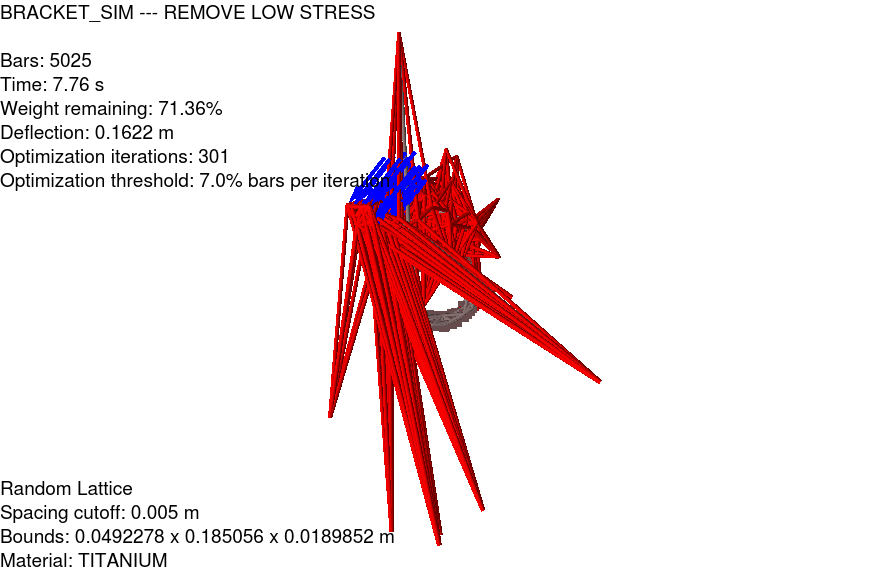 BRACKET_SIM --- REMOVE LOW STRESS
Bars: 5025
Time: 7.76 s
Weight remaining: 71.36%
Deflection: 0.1622 m
Optimization iterations: 301
Optimization threshold: 7.0% bars per iteration
Random Lattice
Spacing cutoff: 0.005 m
Bounds: 0.0492278 x 0.185056 x 0.0189852 m
Material: TITANIUM